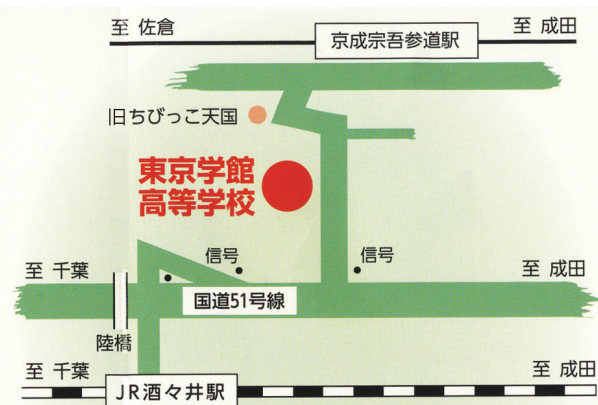 至 佐倉
京成宗吾参道駅
至 成田
旧ちびっこ天国
東京学館
高等学校
信号
信号
至 千葉
至 成田
国道51号線
陸橋
至 千葉
至 成田
JR酒々井駅